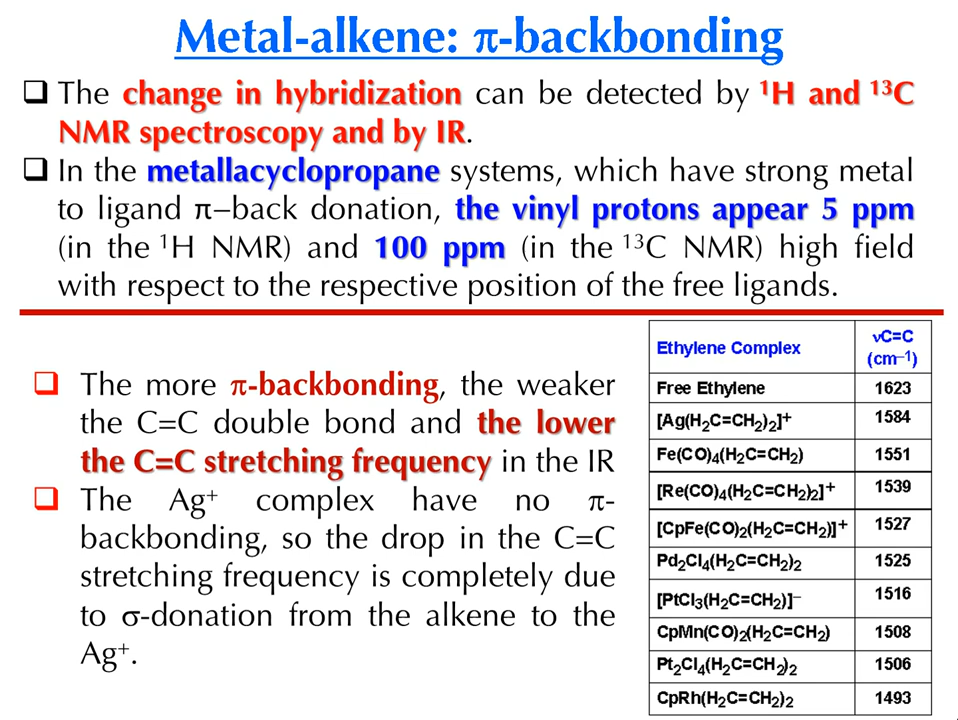 Metal-alkene: π-backbonding
❑ The change in hybridization can be detected by ¹H and ¹³C
NMR spectroscopy and by IR.
❑ In the metallacyclopropane systems, which have strong metal
to ligand π–back donation, the vinyl protons appear 5 ppm
(in the ¹H NMR) and 100 ppm (in the ¹³C NMR) high field
with respect to the respective position of the free ligands.
❑ The more π-backbonding, the weaker
the C=C double bond and the lower
the C=C stretching frequency in the IR
❑ The Ag⁺ complex have no π-
backbonding, so the drop in the C=C
stretching frequency is completely due
to σ-donation from the alkene to the
Ag⁺.
Ethylene Complex νC=C (cm⁻¹)
Free Ethylene 1623
[Ag(H₂C=CH₂)₂]⁺ 1584
Fe(CO)₄(H₂C=CH₂) 1551
[Re(CO)₄(H₂C=CH₂)₂]⁺ 1539
[CpFe(CO)₂(H₂C=CH₂)]⁺ 1527
Pd₂Cl₄(H₂C=CH₂)₂ 1525
[PtCl₃(H₂C=CH₂)]⁻ 1516
CpMn(CO)₂(H₂C=CH₂) 1508
Pt₂Cl₄(H₂C=CH₂)₂ 1506
CpRh(H₂C=CH₂)₂ 1493